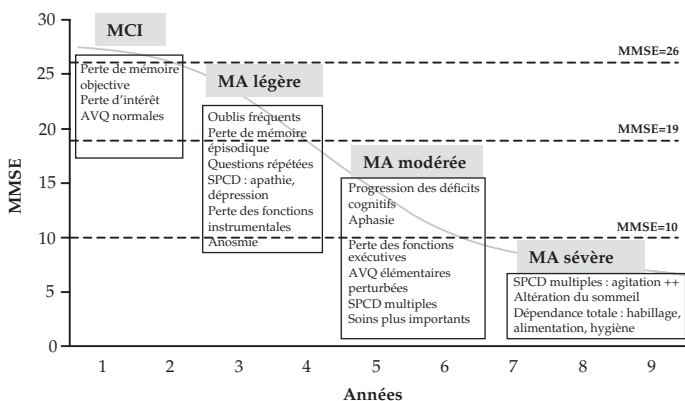 30
25
20
15
10
5
0
MMSE
MCI
MMSE=26
Perte de mémoire
objective
Perte d'intérêt
AVQ normales
MA légère
Oublis fréquents
Perte de mémoire
épisodique
Questions répétées
SPCD : apathie,
dépression
Perte des fonctions
instrumentales
Anosmie
MMSE=19
MA modérée
Progression des déficits
cognitifs
Aphasie
Perte des fonctions
exécutives
AVQ élémentaires
perturbées
SPCD multiples
Soins plus importants
MMSE=10
MA sévère
SPCD multiples : agitation ++
Altération du sommeil
Dépendance totale : habillage,
alimentation, hygiène
1 2 3 4 5 6 7 8 9
Années